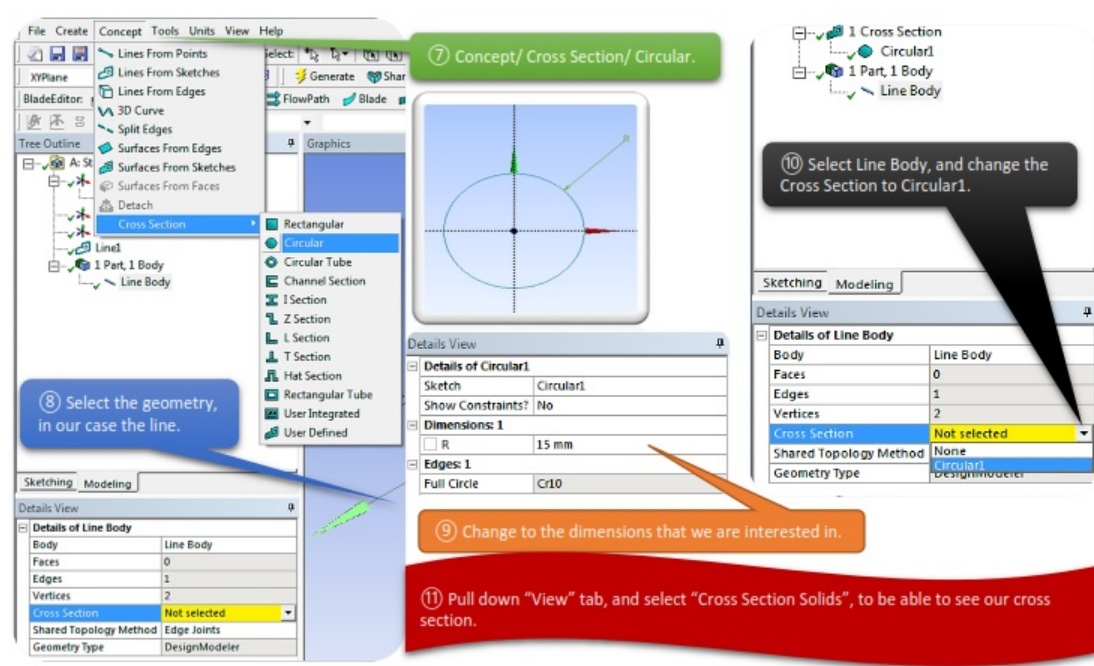 File Create Concept Tools Units View Help
Lines From Points
Lines From Sketches
Lines From Edges
3D Curve
Split Edges
Surfaces From Edges
Surfaces From Sketches
Surfaces From Faces
Detach
Cross Section
Select:
XYPlane
Generate Shar
BladeEditor:
FlowPath Blade
Tree Outline
Graphics
A: St
Line1
1 Part, 1 Body
Line Body
Rectangular
Circular
Circular Tube
Channel Section
I Section
Z Section
L Section
T Section
Hat Section
Rectangular Tube
User Integrated
User Defined
⑧ Select the geometry,
in our case the line.
Sketching Modeling
Details View
Details of Line Body
Body Line Body
Faces 0
Edges 1
Vertices 2
Cross Section Not selected
Shared Topology Method Edge Joints
Geometry Type DesignModeler
⑦ Concept/ Cross Section/ Circular.
R
Details View
Details of Circular1
Sketch Circular1
Show Constraints? No
Dimensions: 1
R 15 mm
Edges: 1
Full Circle Cr10
⑨ Change to the dimensions that we are interested in.
1 Cross Section
Circular1
1 Part, 1 Body
Line Body
⑩ Select Line Body, and change the
Cross Section to Circular1.
Sketching Modeling
Details View
Details of Line Body
Body Line Body
Faces 0
Edges 1
Vertices 2
Cross Section Not selected
Shared Topology Method None
Circular1
Geometry Type DesignModeler
⑪ Pull down “View” tab, and select “Cross Section Solids”, to be able to see our cross
section.